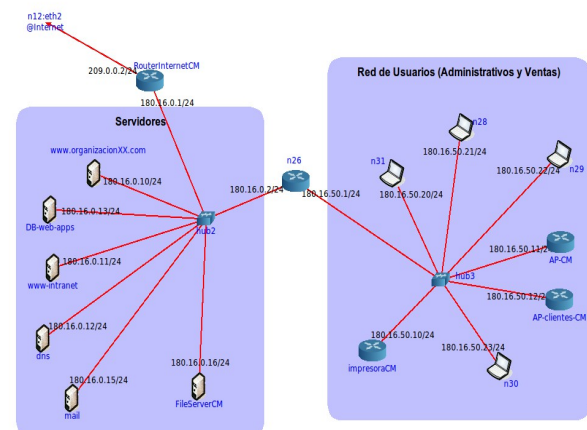 n12:eth2
@Internet
209.0.0.2/24
RouterInternetCM
180.16.0.1/24
Servidores
www.organizacionXX.com
180.16.0.10/24
180.16.0.13/24
DB-web-apps
180.16.0.11/24
www-intranet
180.16.0.12/24
dns
180.16.0.15/24
mail
180.16.0.16/24
FileServerCM
hub2
180.16.0.2/24
n26
180.16.50.1/24
Red de Usuarios (Administrativos y Ventas)
n28
180.16.50.21/24
n31
180.16.50.20/24
180.16.50.22/24
n29
180.16.50.11/24
AP-CM
hub3
180.16.50.12/24
AP-clientes-CM
180.16.50.10/24
impresoraCM
180.16.50.23/24
n30